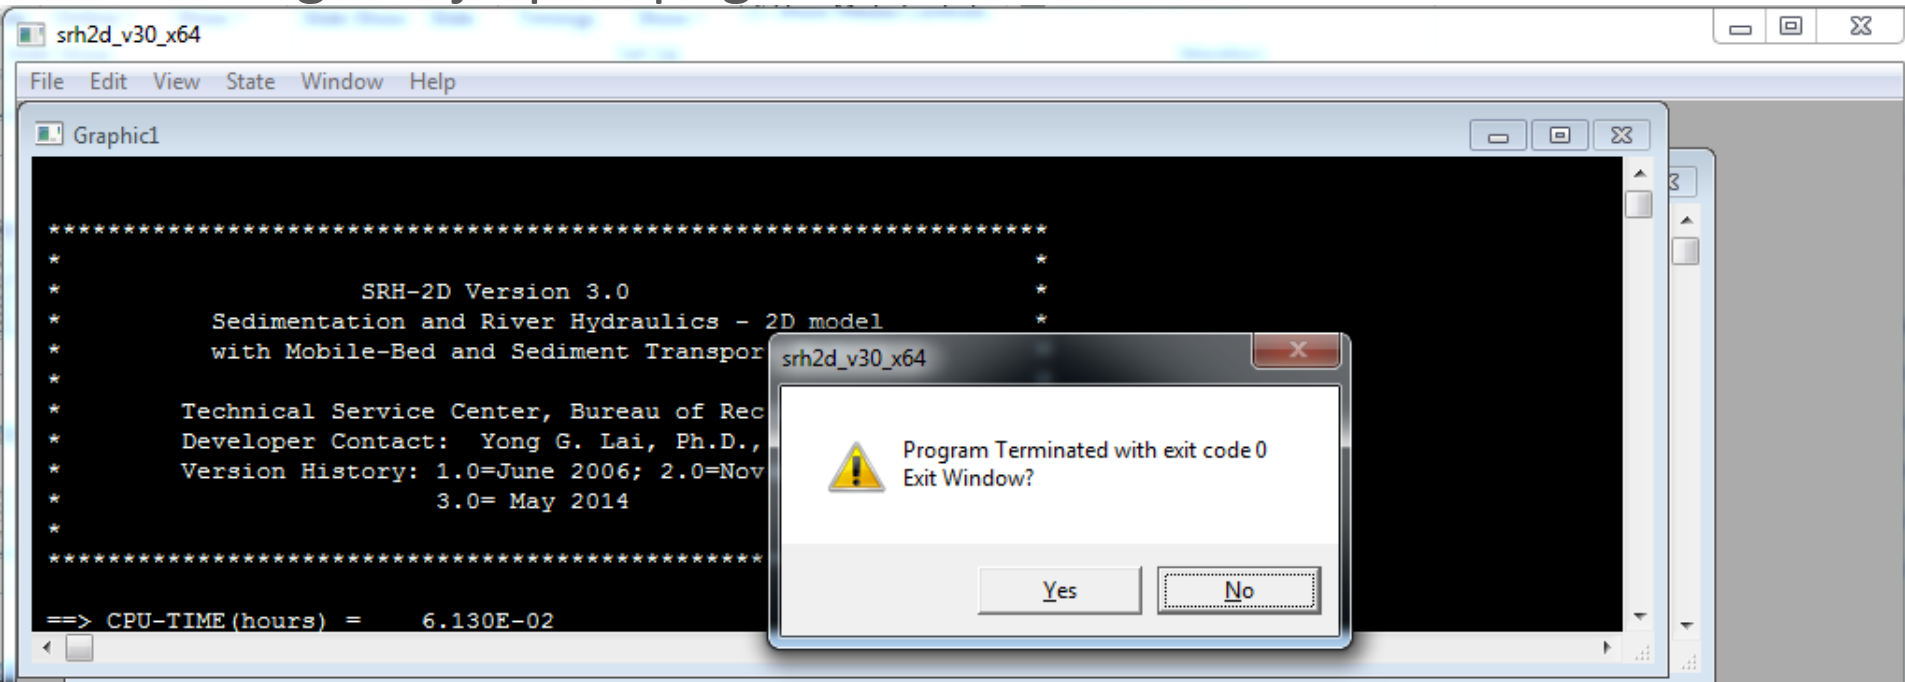 srh2d_v30_x64
File Edit View State Window Help
Graphic1
***********************************************************************
* *
* SRH-2D Version 3.0 *
* Sedimentation and River Hydraulics - 2D model *
* with Mobile-Bed and Sediment Transpor
*
* Technical Service Center, Bureau of Rec
* Developer Contact: Yong G. Lai, Ph.D.,
* Version History: 1.0=June 2006; 2.0=Nov
* 3.0= May 2014
*
************************************************
==> CPU-TIME(hours) = 6.130E-02
srh2d_v30_x64
Program Terminated with exit code 0
Exit Window?
Yes No